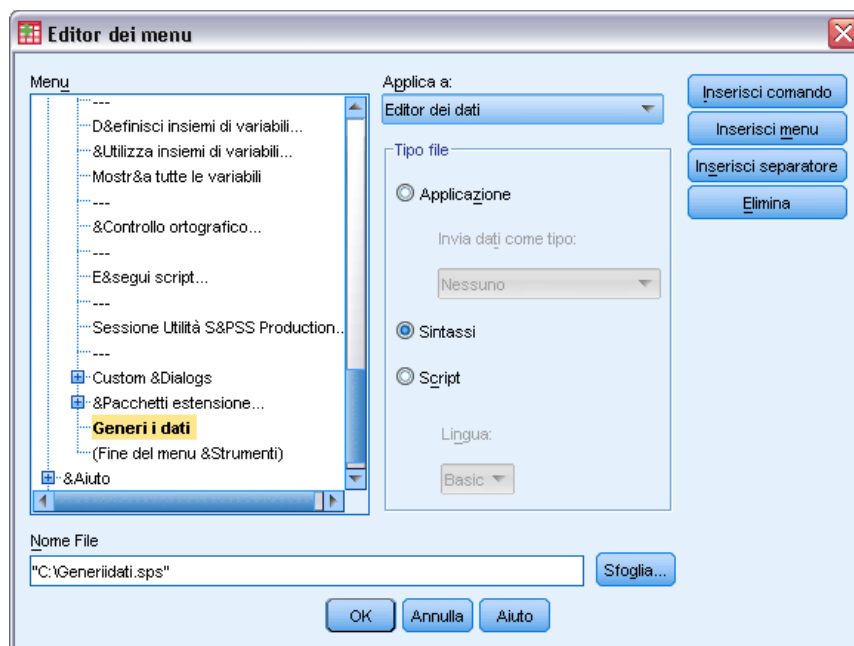 Editor dei menu
Menu
---
D&efinisci insiemi di variabili...
&Utilizza insiemi di variabili...
Mostr&a tutte le variabili
---
&Controllo ortografico...
---
E&segui script...
---
Sessione Utilità S&PSS Production..
---
Custom &Dialogs
&Pacchetti estensione...
Generi i dati
(Fine del menu &Strumenti)
&Aiuto
Applica a:
Editor dei dati
Tipo file
Applicazione
Invia dati come tipo:
Nessuno
Sintassi
Script
Lingua:
Basic
Inserisci comando
Inserisci menu
Inserisci separatore
Elimina
Nome File
"C:\Generiidati.sps"
Sfoglia...
OK
Annulla
Aiuto